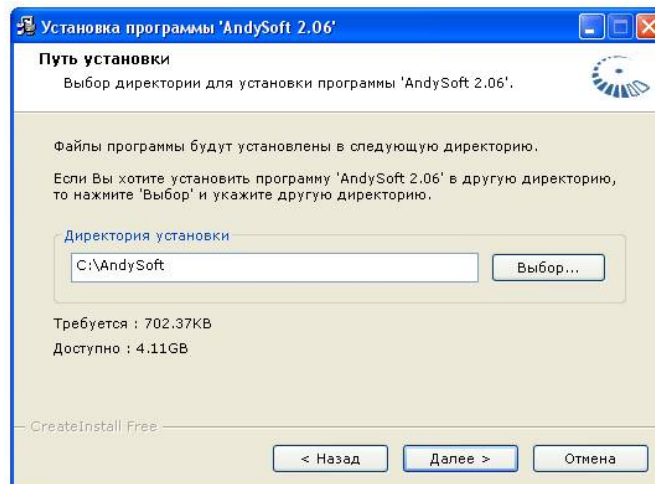 Установка программы 'AndySoft 2.06'
Путь установки
Выбор директории для установки программы 'AndySoft 2.06'.
Файлы программы будут установлены в следующую директорию.
Если Вы хотите установить программу 'AndySoft 2.06' в другую директорию,
то нажмите 'Выбор' и укажите другую директорию.
Директория установки
C:\AndySoft
Выбор...
Требуется : 702.37KB
Доступно : 4.11GB
CreateInstall Free
< Назад
Далее >
Отмена